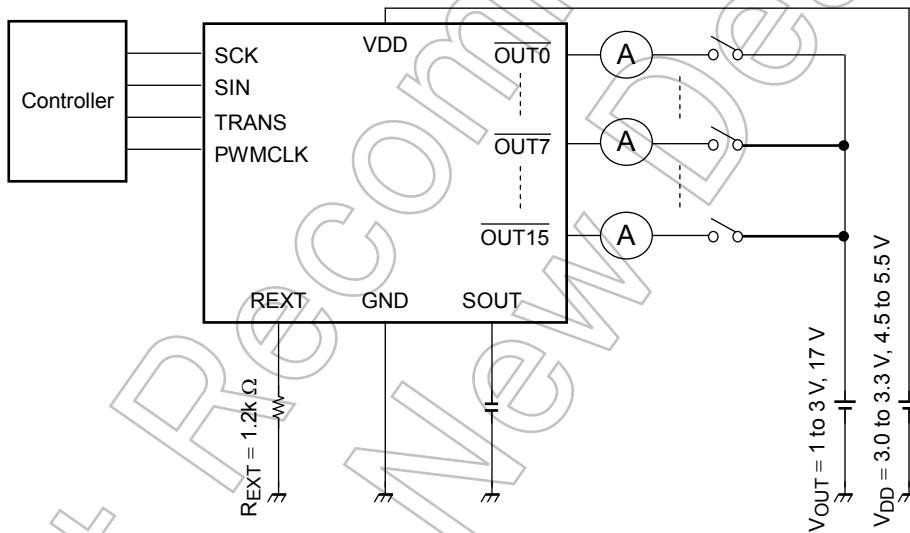 Controller
SCK
SIN
TRANS
PWMCLK
VDD
OUT0
OUT7
OUT15
A
A
A
REXT
GND
SOUT
REXT = 1.2k Ω
VOUT = 1 to 3 V, 17 V
VDD = 3.0 to 3.3 V, 4.5 to 5.5 V